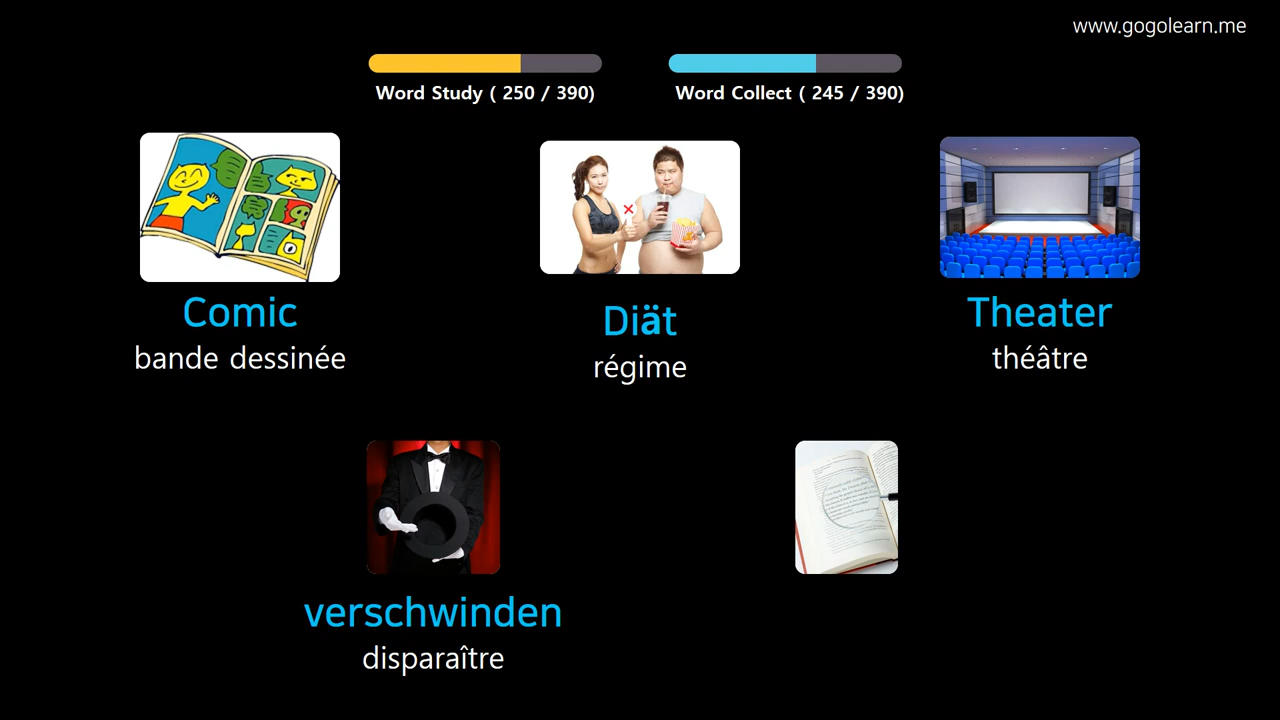 www.gogolearn.me
Word Study ( 250 / 390)
Word Collect ( 245 / 390)
Comic
bande dessinée
Diät
régime
Theater
théâtre
verschwinden
disparaître